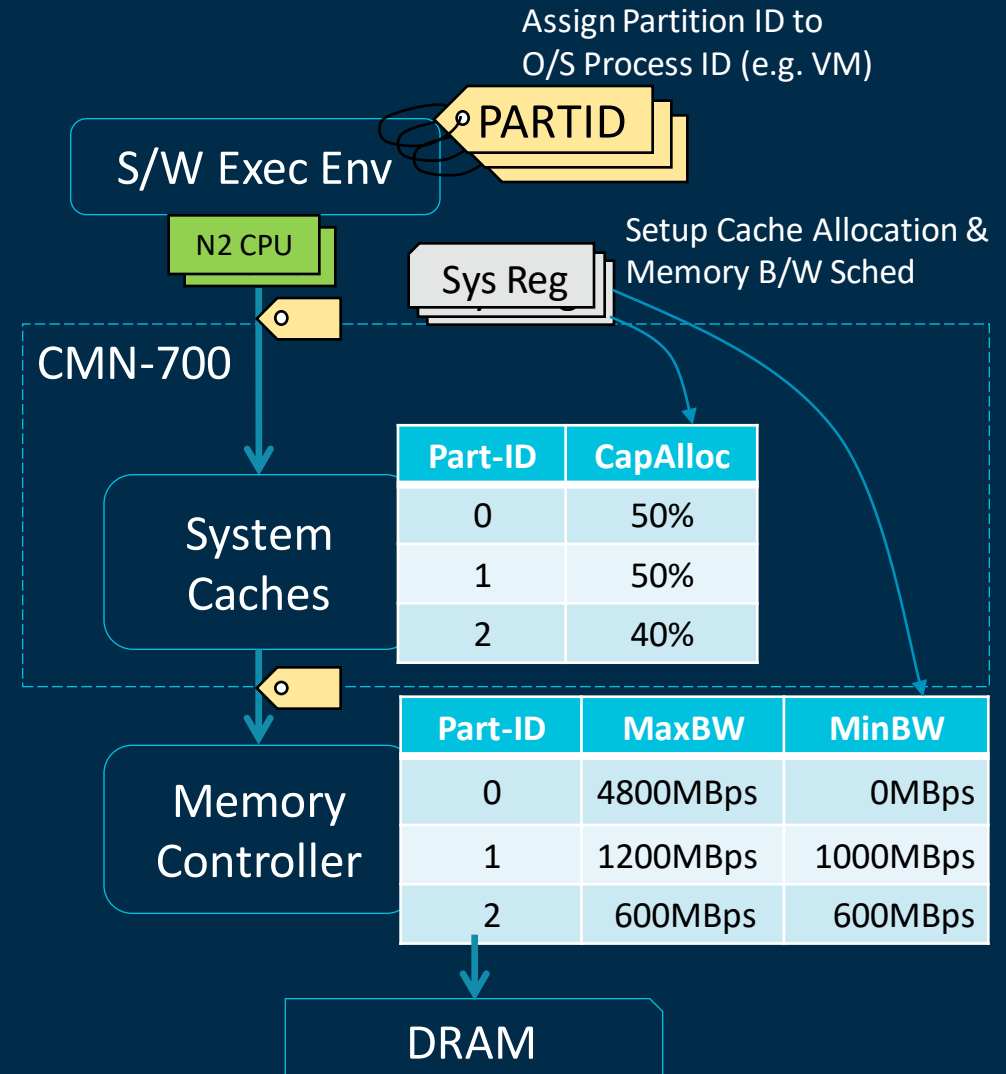 Assign Partition ID to
O/S Process ID (e.g. VM)
PARTID
S/W Exec Env
N2 CPU
Setup Cache Allocation &
Memory B/W Sched
Sys Reg
CMN-700
System
Caches
Part-ID CapAlloc
0 50%
1 50%
2 40%
Memory
Controller
Part-ID MaxBW MinBW
0 4800MBps 0MBps
1 1200MBps 1000MBps
2 600MBps 600MBps
DRAM